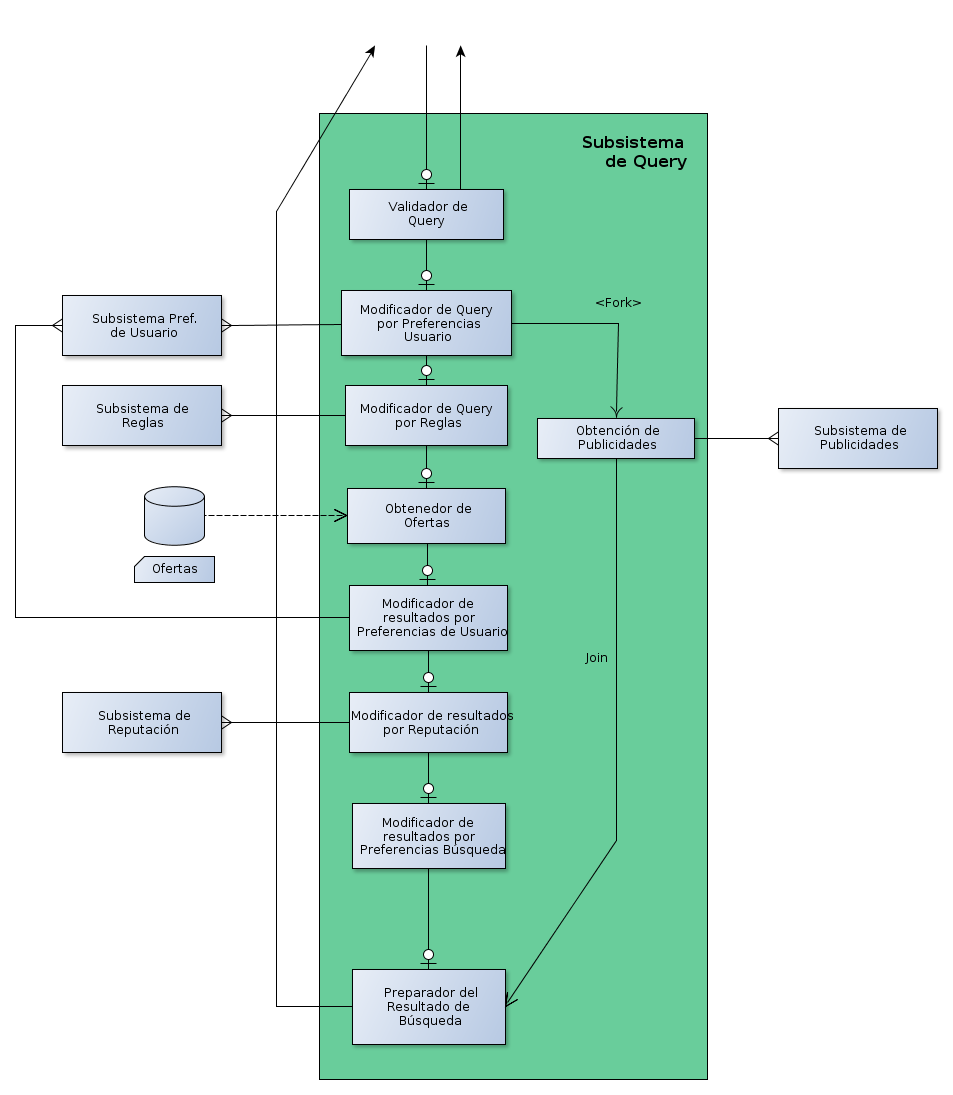 Subsistema
de Query
Validador de
Query
<Fork>
Modificador de Query
por Preferencias
Usuario
Subsistema Pref.
de Usuario
Subsistema de
Reglas
Modificador de Query
por Reglas
Obtención de
Publicidades
Subsistema de
Publicidades
Obtenedor de
Ofertas
Ofertas
Modificador de
resultados por
Preferencias de Usuario
Join
Subsistema de
Reputación
Modificador de resultados
por Reputación
Modificador de
resultados por
Preferencias Búsqueda
Preparador del
Resultado de
Búsqueda